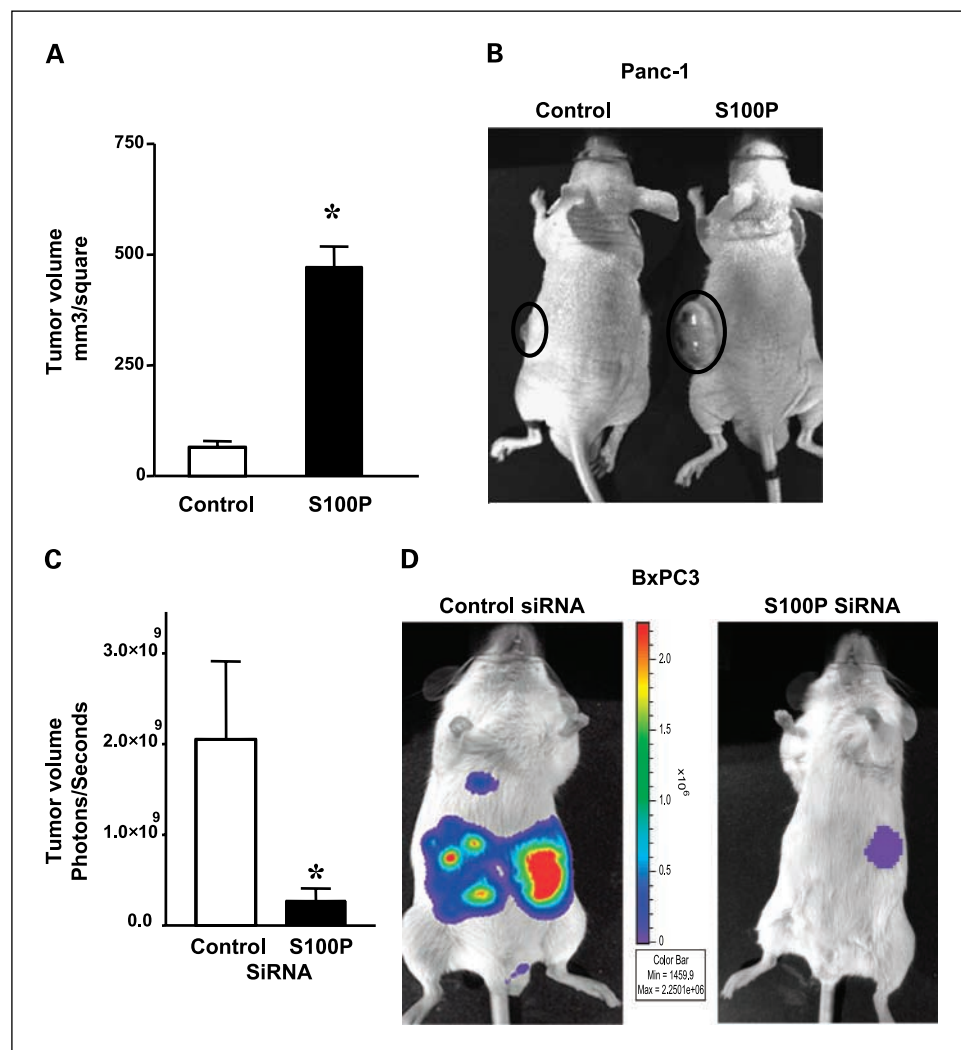 A
Tumor volume
mm3/square
750
500
250
0
*
Control
S100P
B
Panc-1
Control
S100P
C
Tumor volume
Photons/Seconds
3.0×10 9
2.0×10 9
1.0×10 9
0.0
*
Control
S100P
SiRNA
D
BxPC3
Control siRNA
S100P SiRNA
2.0
1.5
1.0
0.5
0
×10 6
Color Bar
Min = 1459.9
Max = 2.2501e+06